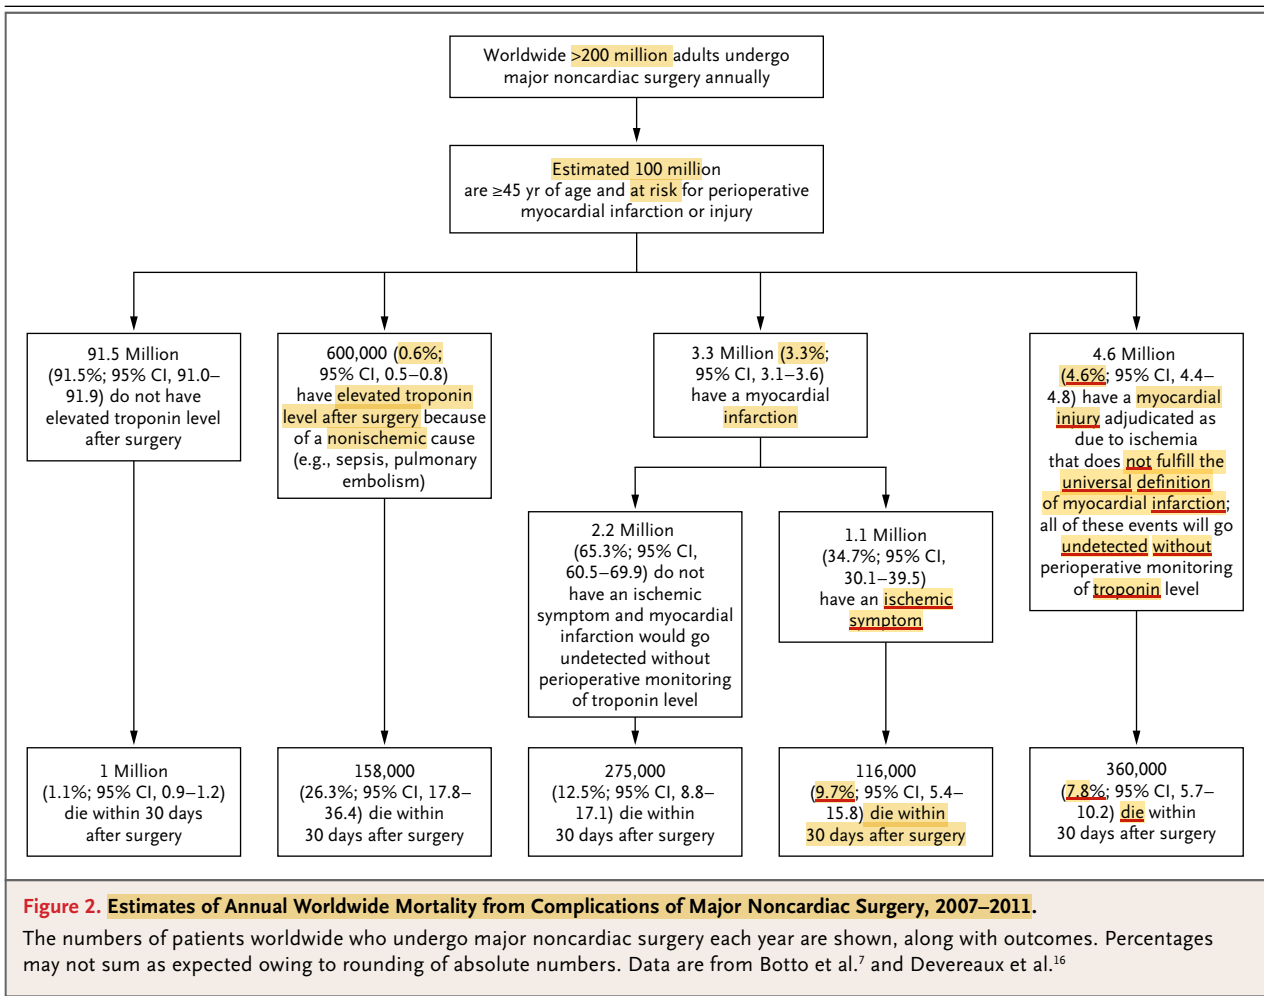 Worldwide >200 million adults undergo
major noncardiac surgery annually
Estimated 100 million
are ≥45 yr of age and at risk for perioperative
myocardial infarction or injury
91.5 Million
(91.5%; 95% CI, 91.0–
91.9) do not have
elevated troponin level
after surgery
600,000 (0.6%;
95% CI, 0.5–0.8)
have elevated troponin
level after surgery because
of a nonischemic cause
(e.g., sepsis, pulmonary
embolism)
3.3 Million (3.3%;
95% CI, 3.1–3.6)
have a myocardial
infarction
4.6 Million
(4.6%; 95% CI, 4.4–
4.8) have a myocardial
injury adjudicated as
due to ischemia
that does not fulfill the
universal definition
of myocardial infarction;
all of these events will go
undetected without
perioperative monitoring
of troponin level
2.2 Million
(65.3%; 95% CI,
60.5–69.9) do not
have an ischemic
symptom and myocardial
infarction would go
undetected without
perioperative monitoring
of troponin level
1.1 Million
(34.7%; 95% CI,
30.1–39.5)
have an ischemic
symptom
1 Million
(1.1%; 95% CI, 0.9–1.2)
die within 30 days
after surgery
158,000
(26.3%; 95% CI, 17.8–
36.4) die within
30 days after surgery
275,000
(12.5%; 95% CI, 8.8–
17.1) die within
30 days after surgery
116,000
(9.7%; 95% CI, 5.4–
15.8) die within
30 days after surgery
360,000
(7.8%; 95% CI, 5.7–
10.2) die within
30 days after surgery
Figure 2. Estimates of Annual Worldwide Mortality from Complications of Major Noncardiac Surgery, 2007–2011.
The numbers of patients worldwide who undergo major noncardiac surgery each year are shown, along with outcomes. Percentages
may not sum as expected owing to rounding of absolute numbers. Data are from Botto et al.⁷ and Devereaux et al.¹⁶